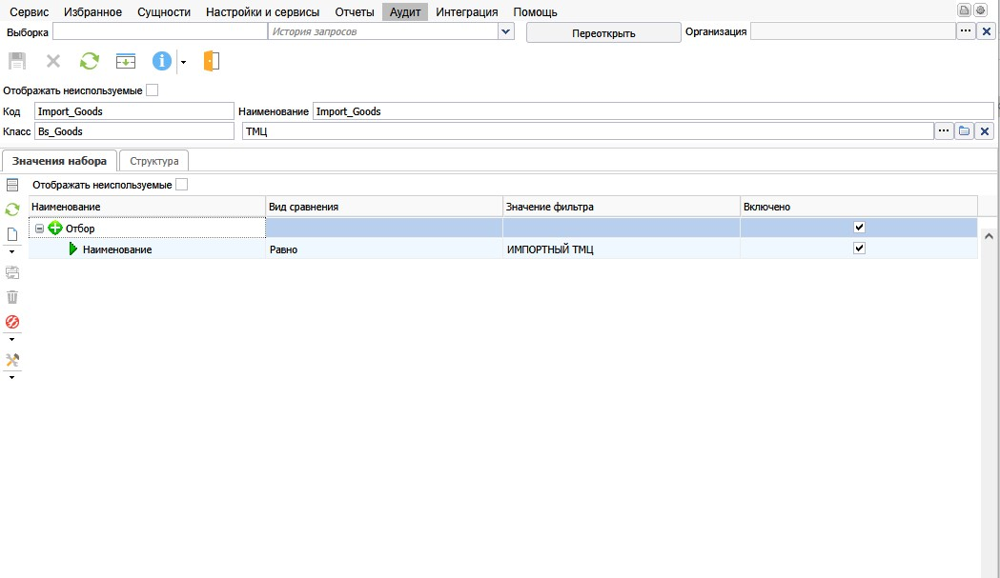 Сервис Избранное Сущности Настройки и сервисы Отчеты Аудит Интеграция Помощь
Выборка История запросов Переоткрыть Организация
Отображать неиспользуемые
Код Import_Goods Наименование Import_Goods
Класс Bs_Goods ТМЦ
Значения набора Структура
Отображать неиспользуемые
Наименование Вид сравнения Значение фильтра Включено
Отбор
Наименование Равно ИМПОРТНЫЙ ТМЦ